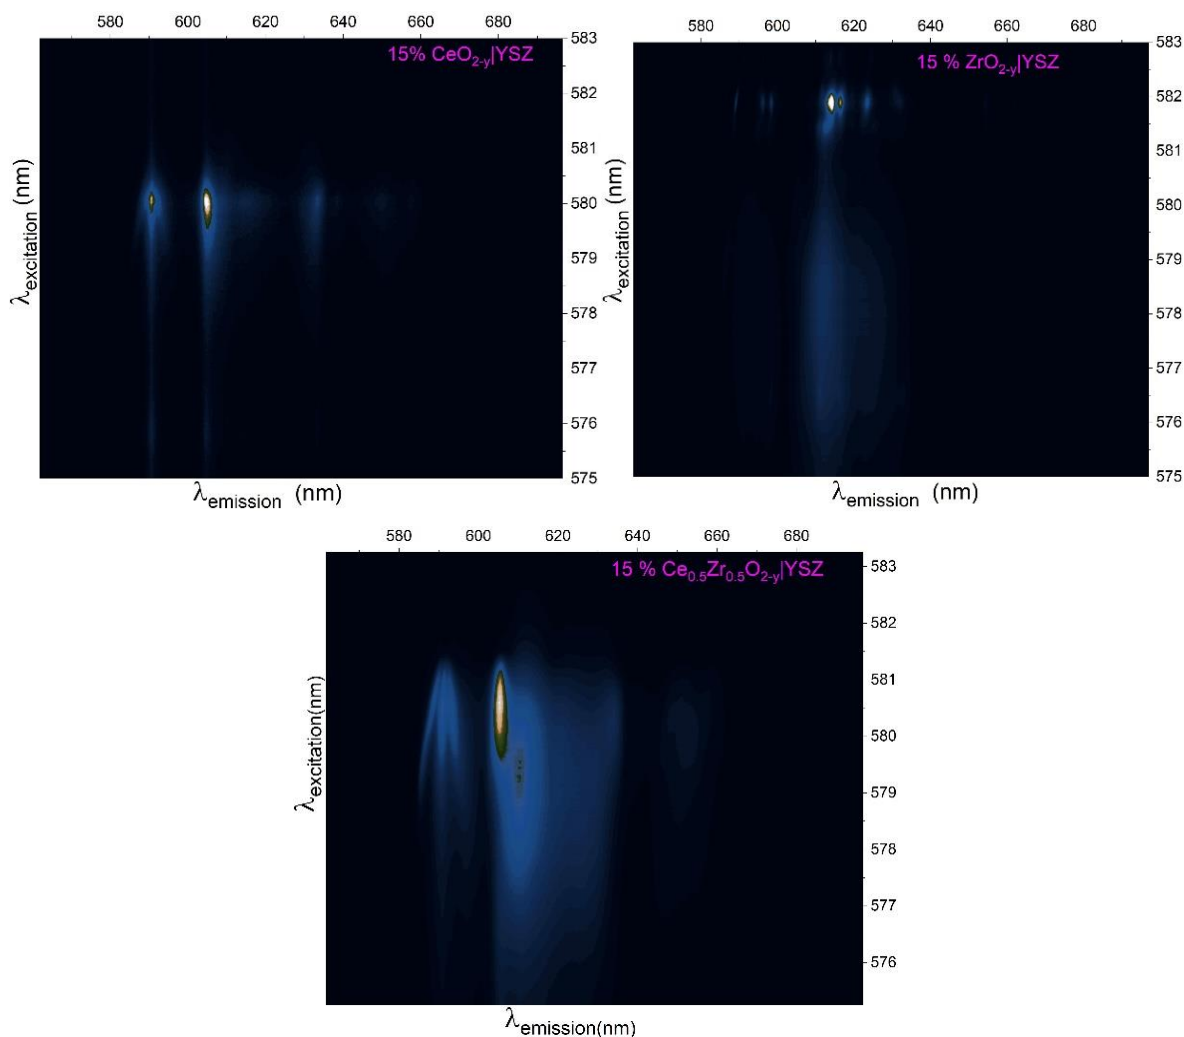 580 600 620 640 660 680
15% CeO2-y|YSZ
583
582
581
580
579
578
577
576
575
λexcitation (nm)
λemission (nm)
580 600 620 640 660 680
15 % ZrO2-y|YSZ
583
582
581
580
579
578
577
576
575
λexcitation (nm)
λemission (nm)
580 600 620 640 660 680
15 % Ce0.5Zr0.5O2-y|YSZ
583
582
581
580
579
578
577
576
λexcitation(nm)
λemission(nm)